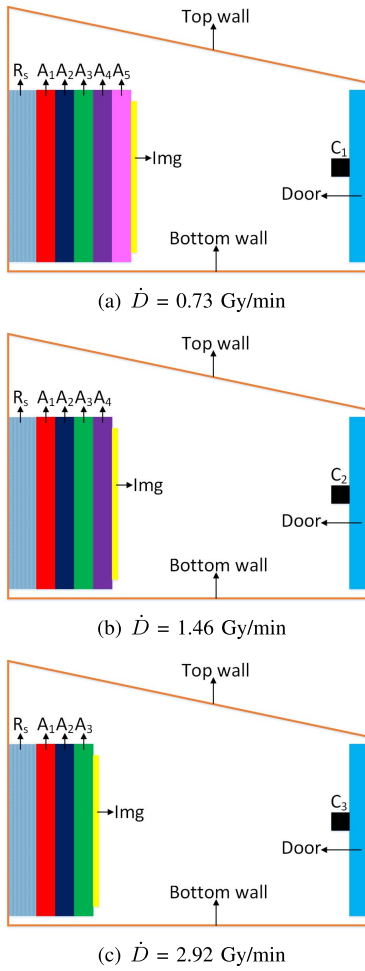 Top wall
Rs A1 A2 A3 A4 A5
Img
C1
Door
Bottom wall
(a) Ḋ = 0.73 Gy/min
Top wall
Rs A1 A2 A3 A4
Img
C2
Door
Bottom wall
(b) Ḋ = 1.46 Gy/min
Top wall
Rs A1 A2 A3
Img
C3
Door
Bottom wall
(c) Ḋ = 2.92 Gy/min